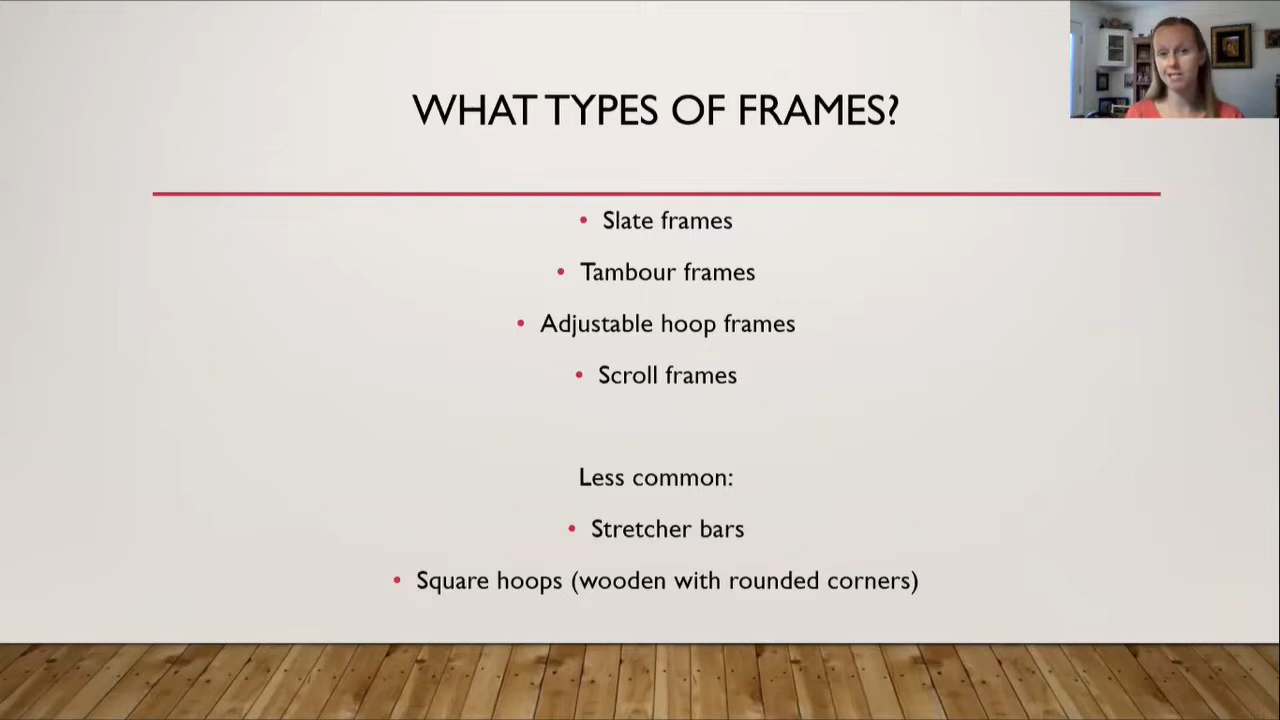 WHAT TYPES OF FRAMES?
• Slate frames
• Tambour frames
• Adjustable hoop frames
• Scroll frames
Less common:
• Stretcher bars
• Square hoops (wooden with rounded corners)